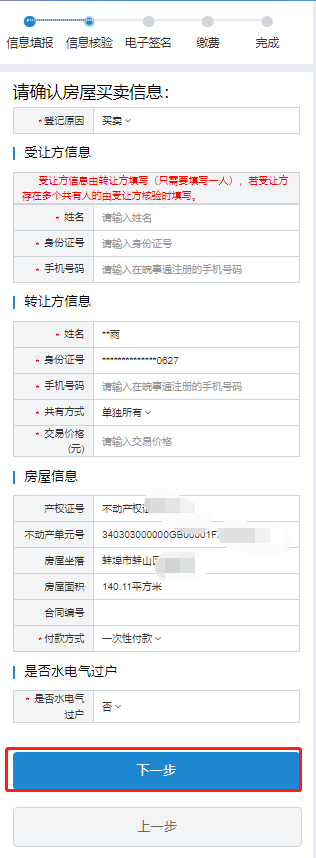 信息填报 信息核验 电子签名 缴费 完成
请确认房屋买卖信息：
*登记原因 买卖
受让方信息
受让方信息由转让方填写（只需要填写一人），若受让方
存在多个共有人的由受让方核验时填写。
*姓名 请输入姓名
*身份证号 请输入身份证号
*手机号码 请输入在皖事通注册的手机号码
转让方信息
*姓名 **雨
*身份证号 **************0627
*手机号码 请输入在皖事通注册的手机号码
*共有方式 单独所有
*交易价格
(元) 请输入交易价格
房屋信息
产权证号 不动产权
不动产单元号 340303000000GB00001F
房屋坐落 蚌埠市蚌山区
房屋面积 140.11平方米
合同编号
*付款方式 一次性付款
是否水电气过户
*是否水电气
过户 否
下一步
上一步